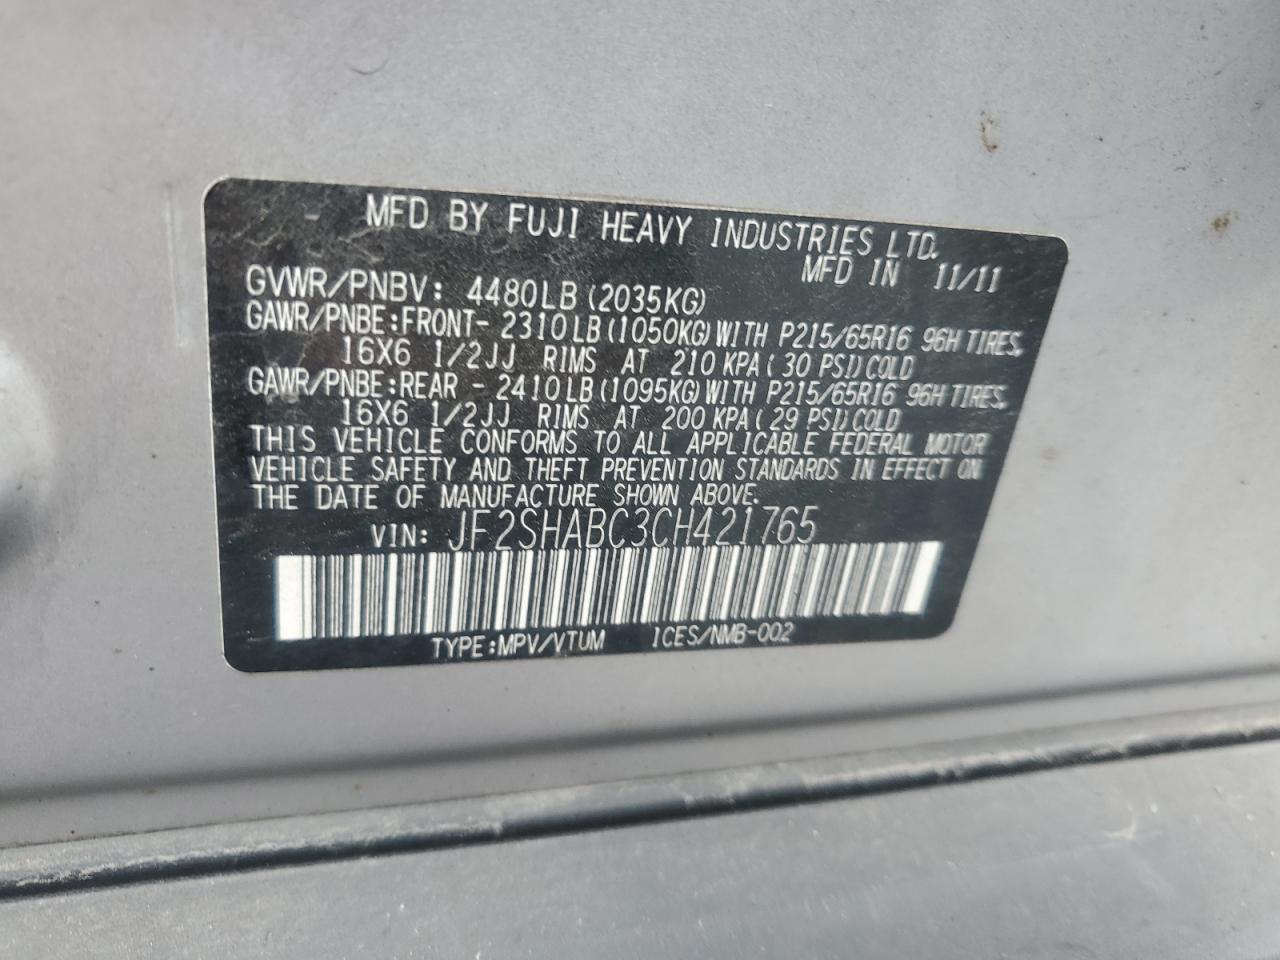 MFD BY FUJI HEAVY INDUSTRIES LTD.
MFD IN 11/11
GVWR/PNBV: 4480LB (2035KG)
GAWR/PNBE:FRONT- 2310LB(1050KG)WITH P215/65R16 96H TIRES,
16X6 1/2JJ RIMS AT 210 KPA( 30 PSI)COLD
GAWR/PNBE:REAR - 2410LB(1095KG)WITH P215/65R16 96H TIRES,
16X6 1/2JJ RIMS AT 200 KPA( 29 PSI)COLD
THIS VEHICLE CONFORMS TO ALL APPLICABLE FEDERAL MOTOR
VEHICLE SAFETY AND THEFT PREVENTION STANDARDS IN EFFECT ON
THE DATE OF MANUFACTURE SHOWN ABOVE.
VIN: JF2SHABC3CH421765
TYPE:MPV/VTUM ICES/NMB-002